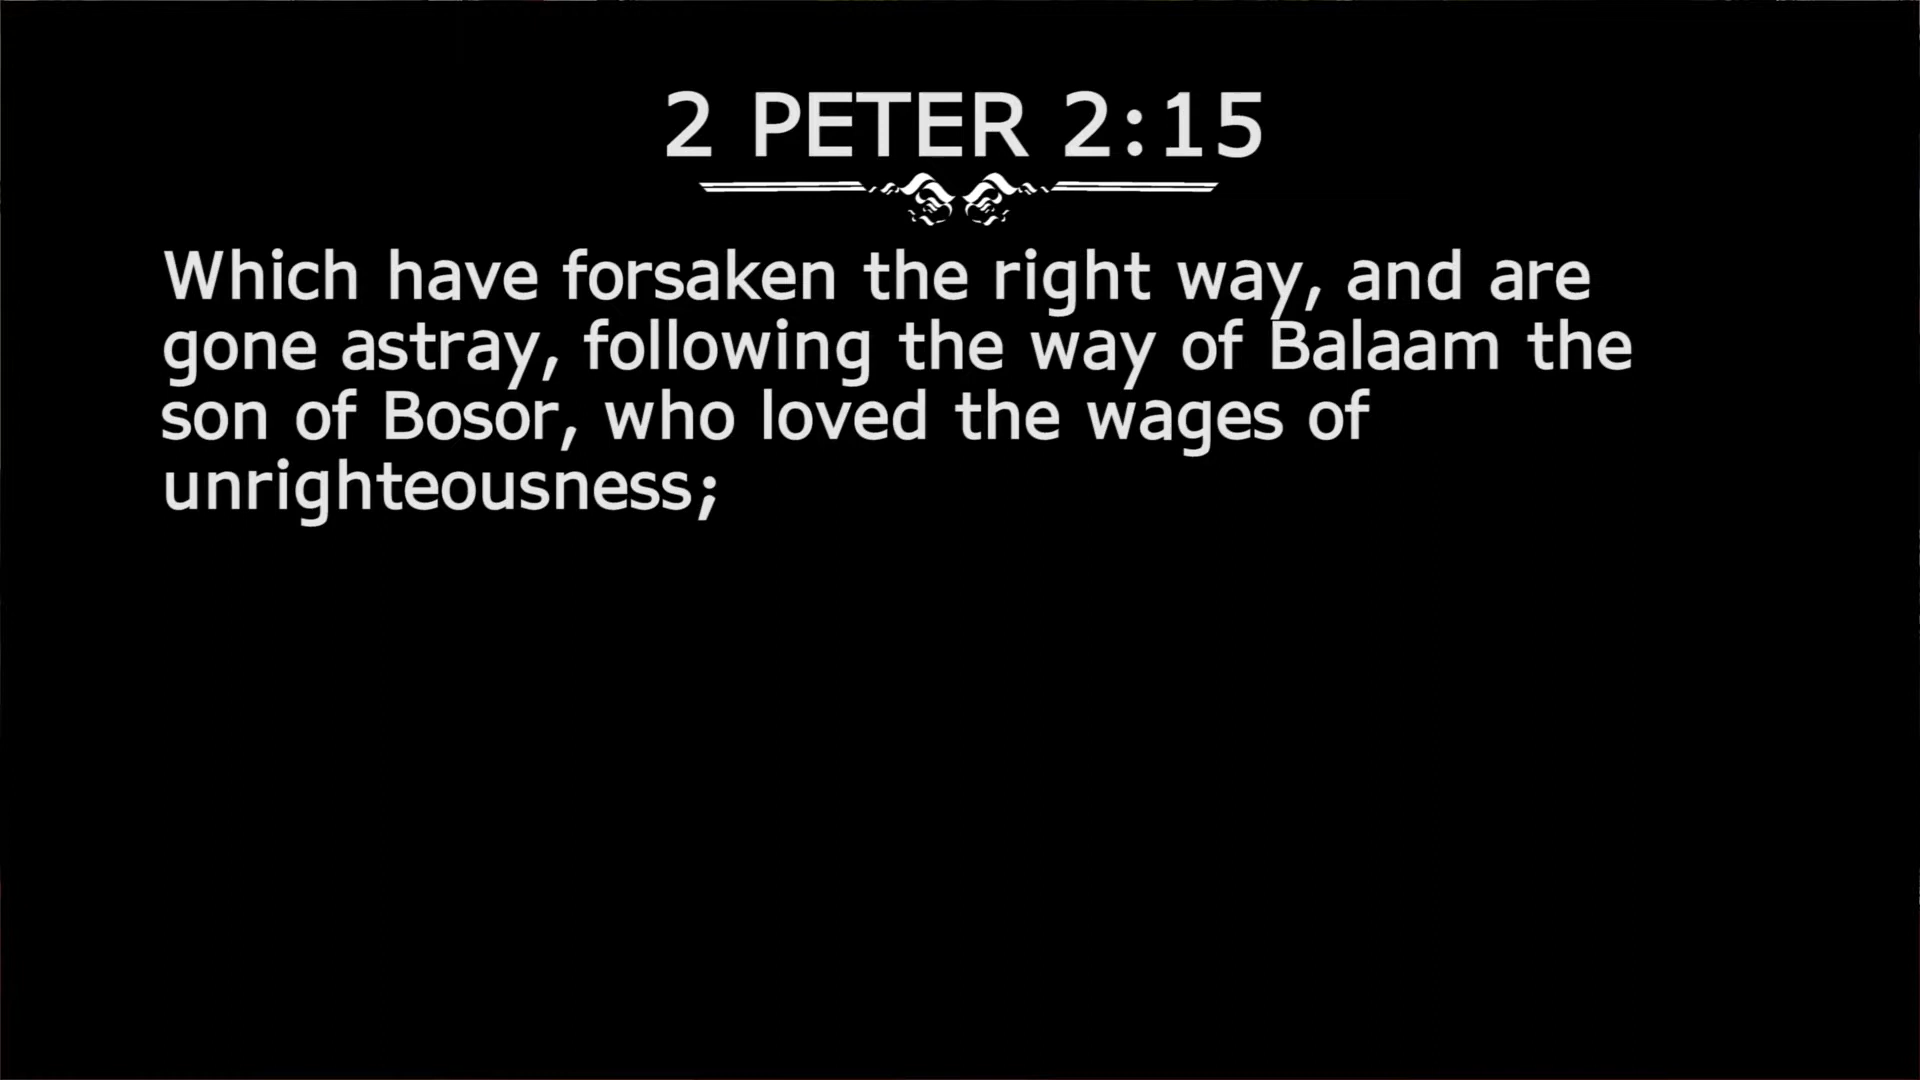 2 PETER 2:15
Which have forsaken the right way, and are
gone astray, following the way of Balaam the
son of Bosor, who loved the wages of
unrighteousness;